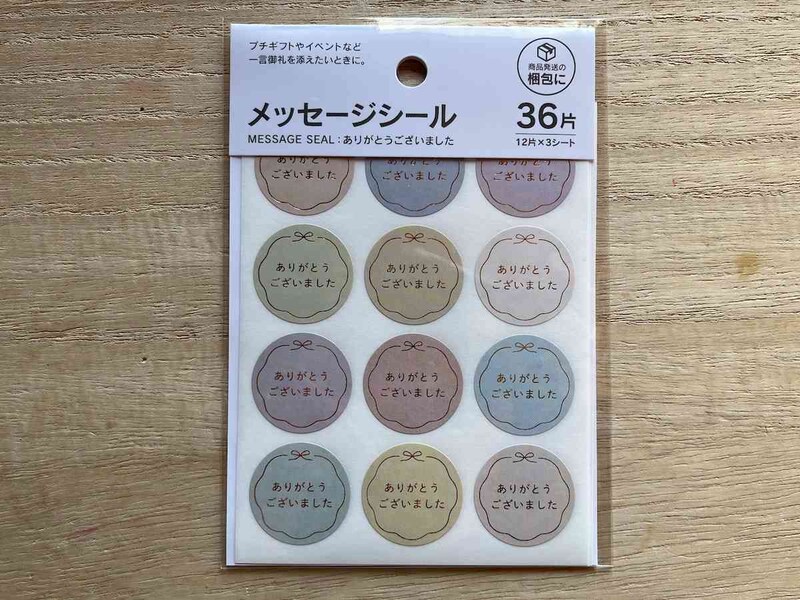 プチギフトやイベントなど
一言御礼を添えたいときに。
商品発送の
梱包に
メッセージシール
36片
MESSAGE SEAL：ありがとうございました
12片×3シート
ありがとう
ございました
ありがとう
ございました
ありがとう
ございました
ありがとう
ございました
ありがとう
ございました
ありがとう
ございました
ありがとう
ございました
ありがとう
ございました
ありがとう
ございました
ありがとう
ございました
ありがとう
ございました
ありがとう
ございました